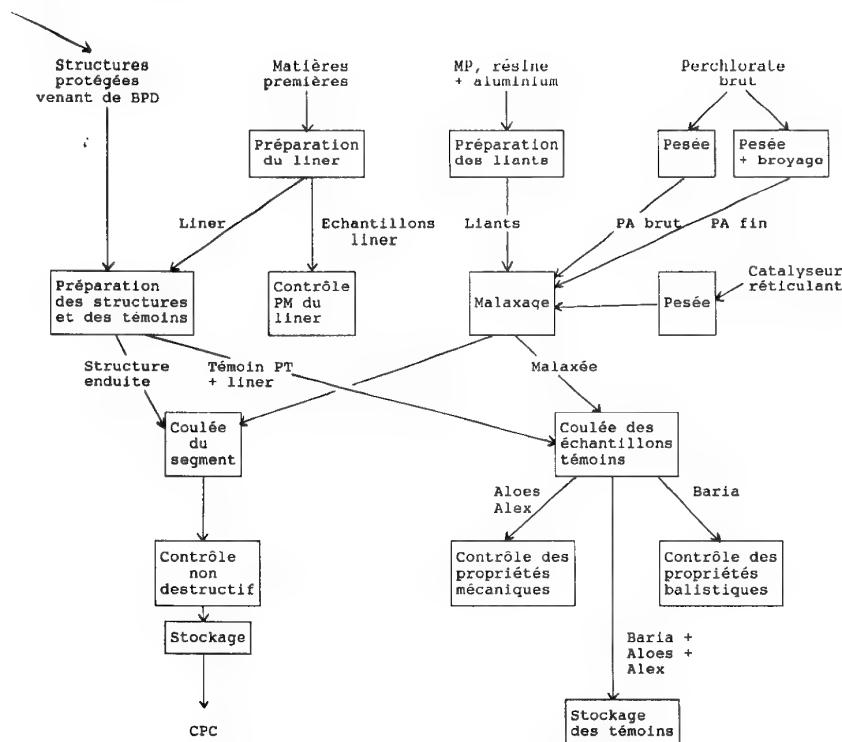 Structures
protégées
venant de BPD
Matières
premières
MP, résine
+ aluminium
Perchlorate
brut
Préparation
du liner
Préparation
des liants
Pesée
Pesée
+ broyage
Liner
Echantillons
liner
Liants
PA brut
PA fin
Préparation
des structures
et des témoins
Contrôle
PM du
liner
Malaxage
Pesée
Catalyseur
réticulant
Structure
enduite
Témoin PT
+ liner
Malaxée
Coulée
du
segment
Coulée des
échantillons
témoins
Aloes
Alex
Baria
Contrôle
non
destructif
Contrôle des
propriétés
mécaniques
Contrôle des
propriétés
balistiques
Stockage
Baria +
Aloes +
Alex
CPC
Stockage
des témoins